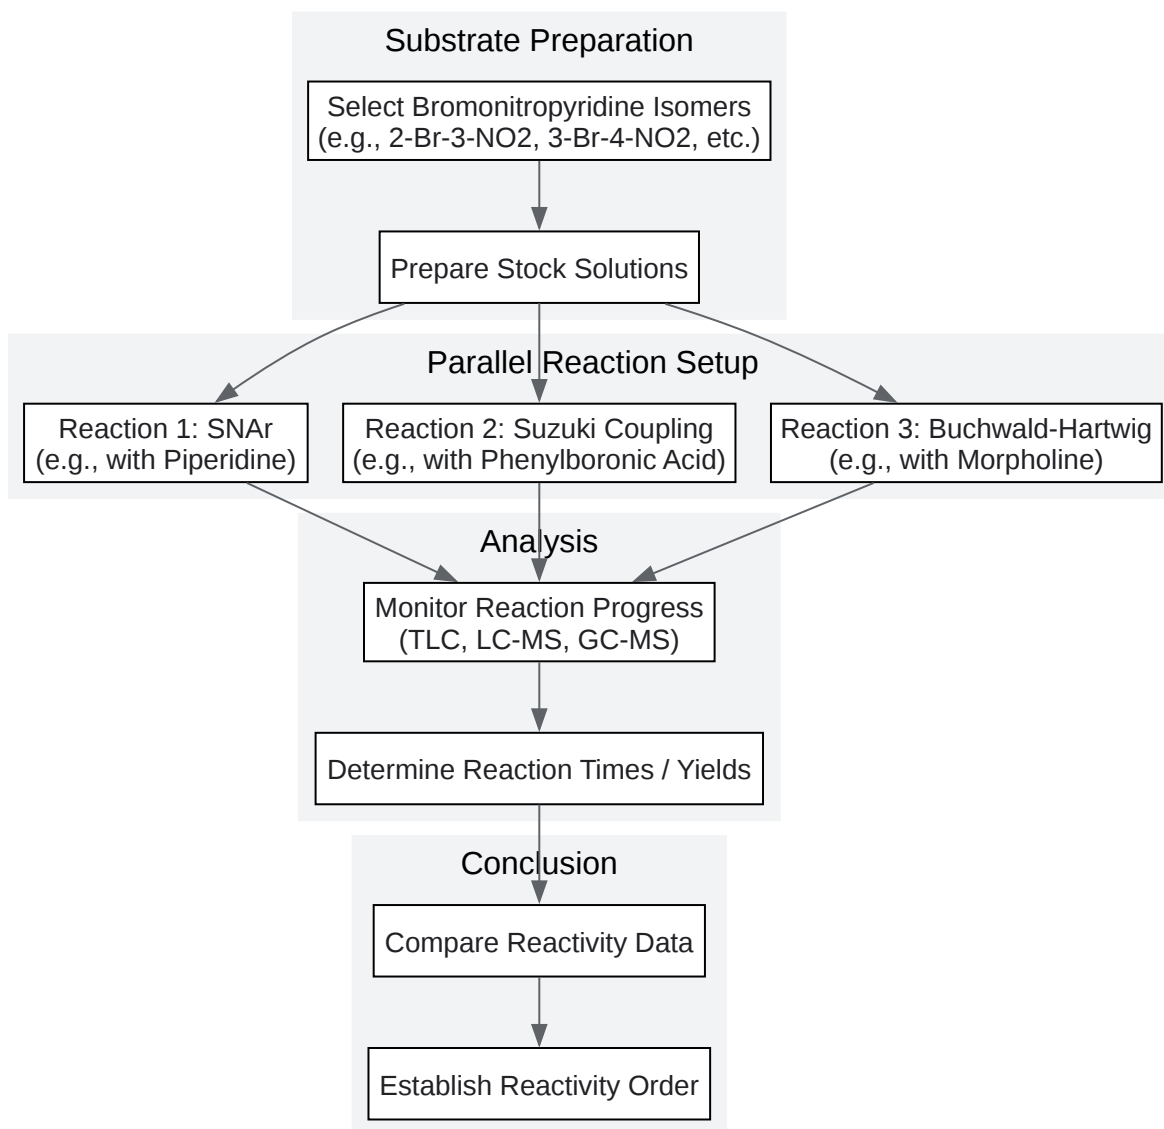 Substrate Preparation
Select Bromonitropyridine Isomers
(e.g., 2-Br-3-NO2, 3-Br-4-NO2, etc.)
Prepare Stock Solutions
Parallel Reaction Setup
Reaction 1: SNAr
(e.g., with Piperidine)
Reaction 2: Suzuki Coupling
(e.g., with Phenylboronic Acid)
Reaction 3: Buchwald-Hartwig
(e.g., with Morpholine)
Analysis
Monitor Reaction Progress
(TLC, LC-MS, GC-MS)
Determine Reaction Times / Yields
Conclusion
Compare Reactivity Data
Establish Reactivity Order